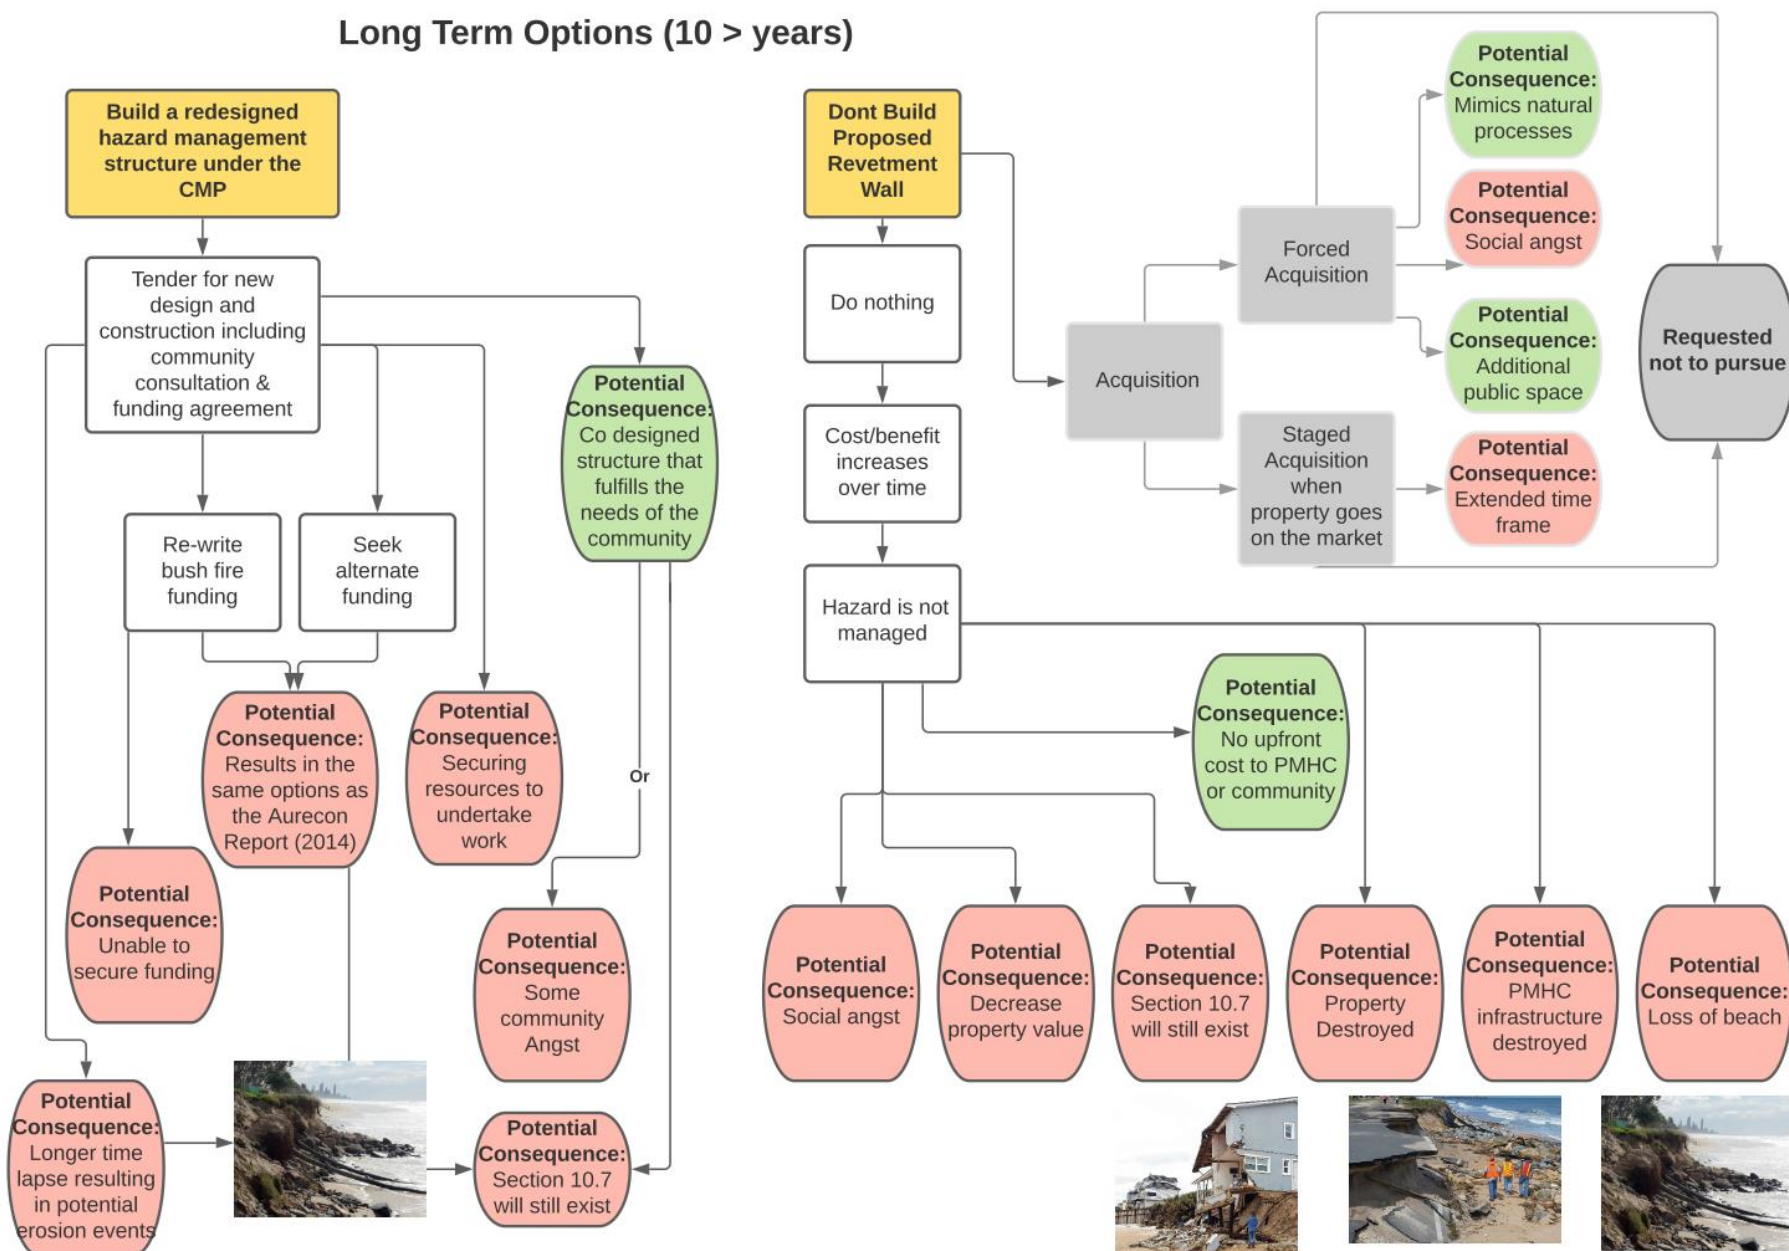 Long Term Options (10 > years)
Build a redesigned
hazard management
structure under the
CMP
Tender for new
design and
construction including
community
consultation &
funding agreement
Re-write
bush fire
funding
Seek
alternate
funding
Potential
Consequence:
Co designed
structure that
fulfills the
needs of the
community
Potential
Consequence:
Results in the
same options as
the Aurecon
Report (2014)
Potential
Consequence:
Securing
resources to
undertake
work
Or
Potential
Consequence:
Unable to
secure funding
Potential
Consequence:
Some
community
Angst
Potential
Consequence:
Longer time
lapse resulting
in potential
erosion events
Potential
Consequence:
Section 10.7
will still exist
Dont Build
Proposed
Revetment
Wall
Do nothing
Cost/benefit
increases
over time
Hazard is not
managed
Acquisition
Forced
Acquisition
Staged
Acquisition
when
property goes
on the market
Potential
Consequence:
Mimics natural
processes
Potential
Consequence:
Social angst
Potential
Consequence:
Additional
public space
Potential
Consequence:
Extended time
frame
Requested
not to pursue
Potential
Consequence:
No upfront
cost to PMHC
or community
Potential
Consequence:
Social angst
Potential
Consequence:
Decrease
property value
Potential
Consequence:
Section 10.7
will still exist
Potential
Consequence:
Property
Destroyed
Potential
Consequence:
PMHC
infrastructure
destroyed
Potential
Consequence:
Loss of beach